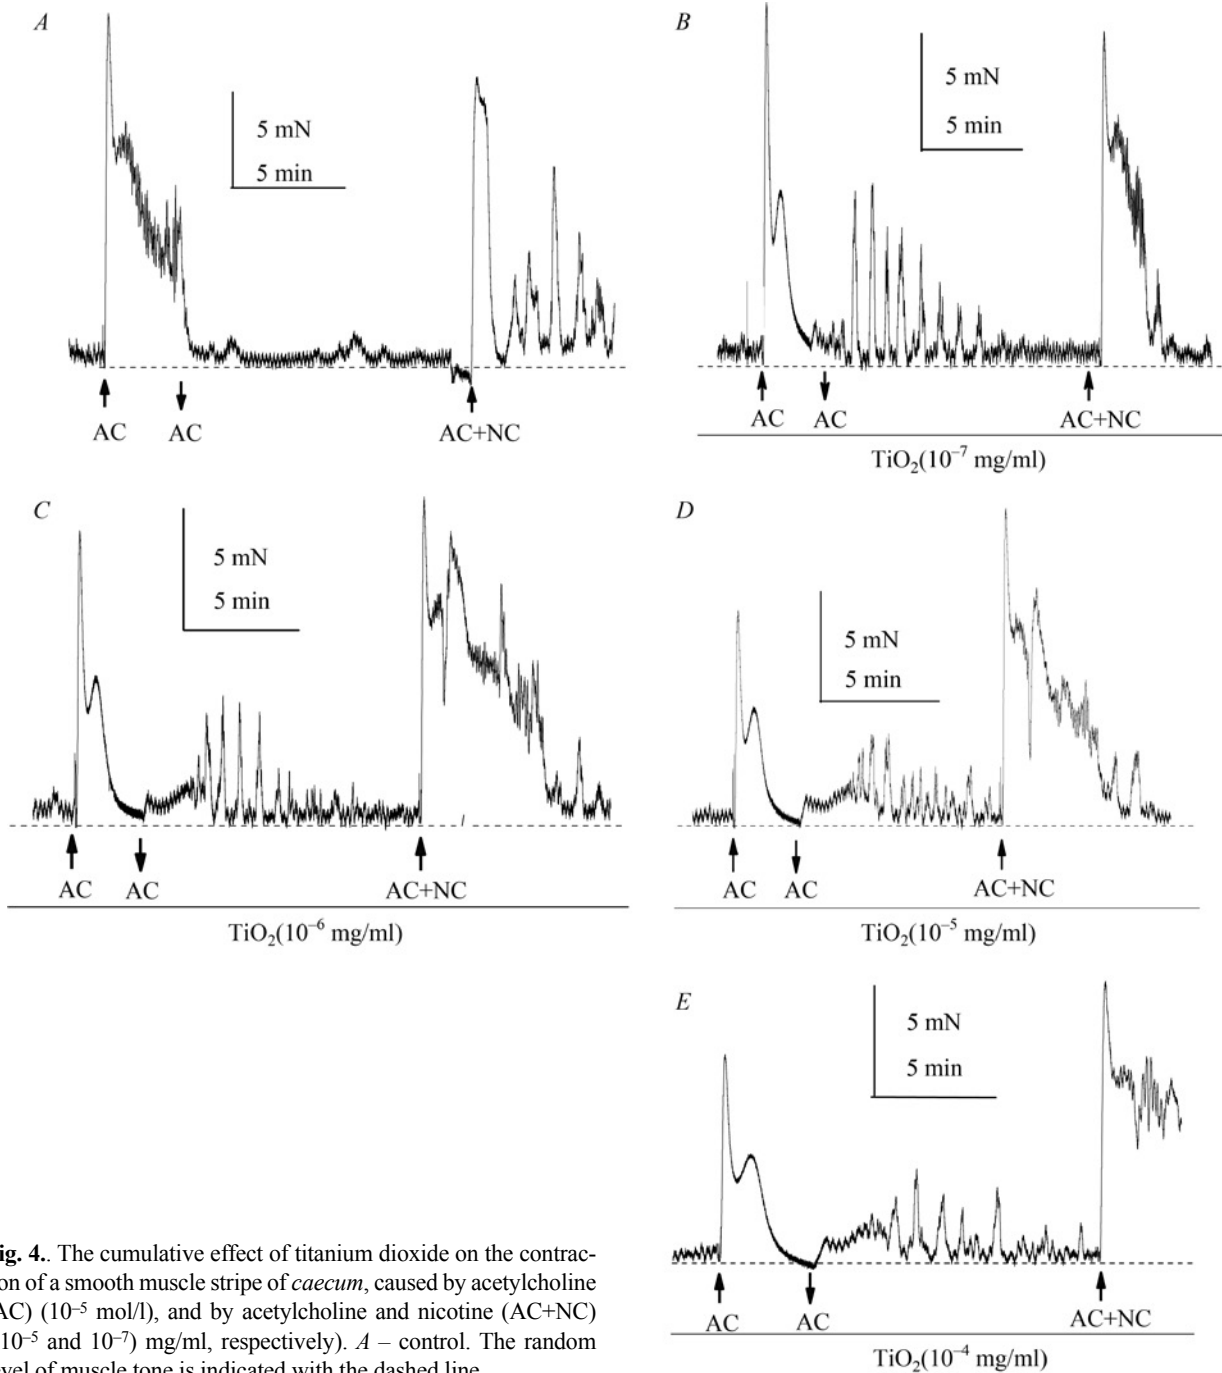 A
5 mN
5 min
AC
AC
AC+NC
B
5 mN
5 min
AC
AC
AC+NC
TiO₂(10⁻⁷ mg/ml)
C
5 mN
5 min
AC
AC
AC+NC
TiO₂(10⁻⁶ mg/ml)
D
5 mN
5 min
AC
AC
AC+NC
TiO₂(10⁻⁵ mg/ml)
E
5 mN
5 min
AC
AC
AC+NC
TiO₂(10⁻⁴ mg/ml)
ig. 4.. The cumulative effect of titanium dioxide on the contrac-
on of a smooth muscle stripe of caecum, caused by acetylcholine
AC) (10⁻⁵ mol/l), and by acetylcholine and nicotine (AC+NC)
10⁻⁵ and 10⁻⁷) mg/ml, respectively). A – control. The random
evel of muscle tone is indicated with the dashed line.